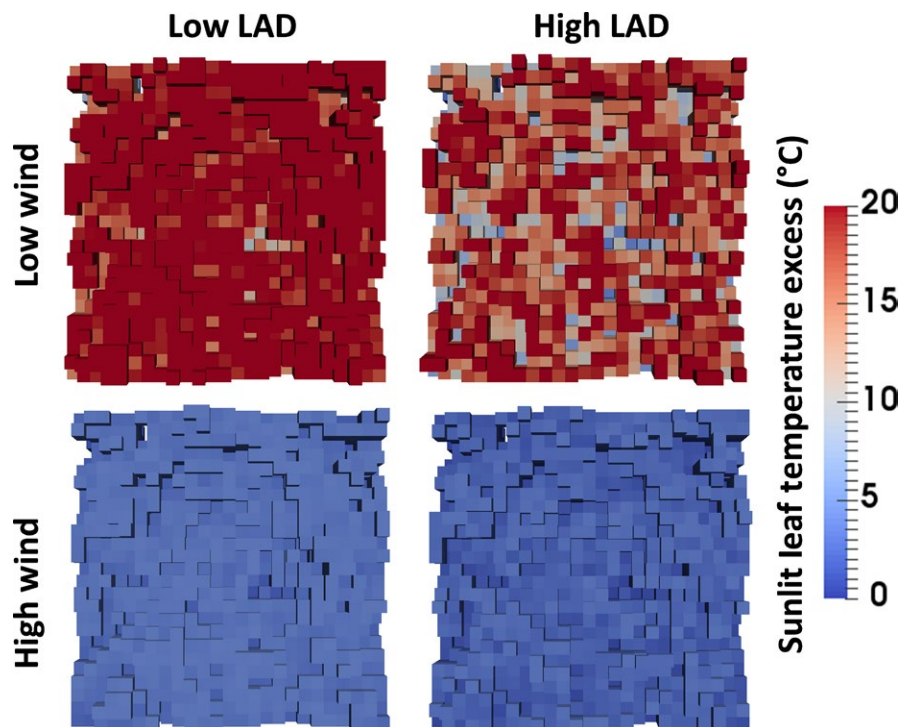 Low LAD
High LAD
Low wind
High wind
Sunlit leaf temperature excess (°C)
20
15
10
5
0